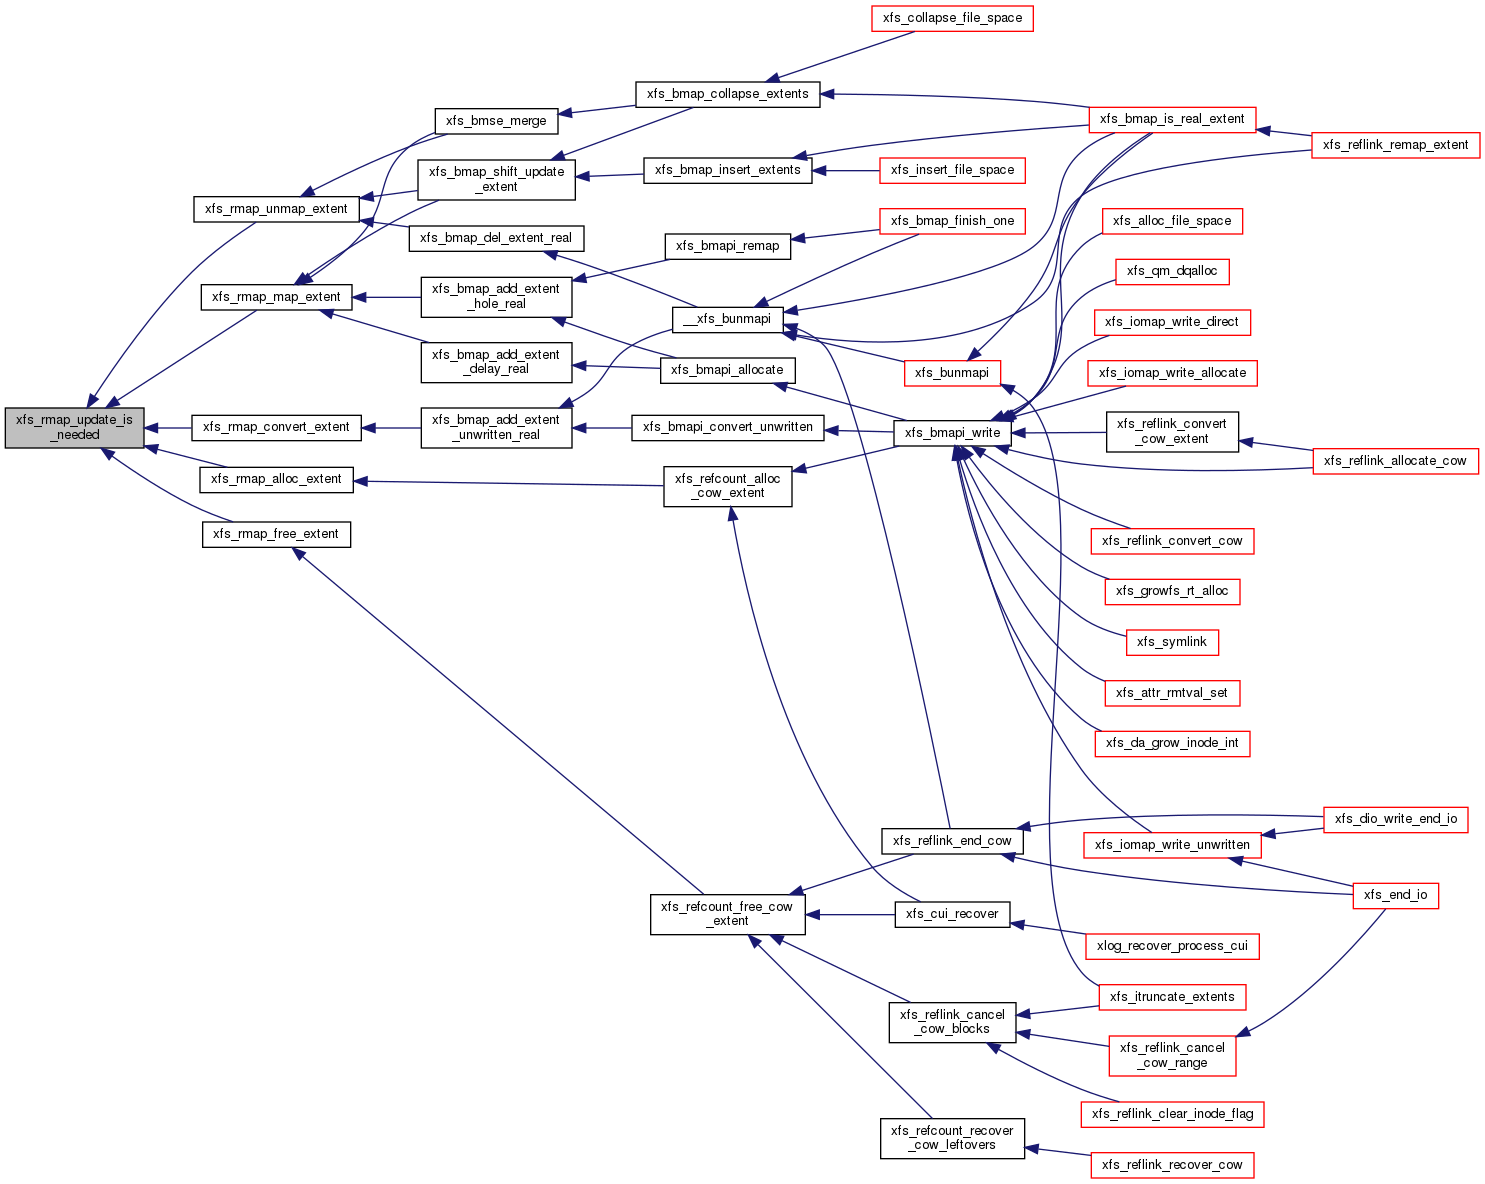 xfs_collapse_file_space
xfs_bmap_collapse_extents
xfs_bmse_merge
xfs_bmap_is_real_extent
xfs_reflink_remap_extent
xfs_bmap_shift_update
_extent
xfs_bmap_insert_extents
xfs_insert_file_space
xfs_rmap_unmap_extent
xfs_bmap_finish_one
xfs_alloc_file_space
xfs_bmap_del_extent_real
xfs_bmapi_remap
xfs_qm_dqalloc
xfs_rmap_map_extent
xfs_bmap_add_extent
_hole_real
__xfs_bunmapi
xfs_iomap_write_direct
xfs_bmap_add_extent
_delay_real
xfs_bmapi_allocate
xfs_bunmapi
xfs_iomap_write_allocate
xfs_rmap_update_is
_needed
xfs_rmap_convert_extent
xfs_bmap_add_extent
_unwritten_real
xfs_bmapi_convert_unwritten
xfs_bmapi_write
xfs_reflink_convert
_cow_extent
xfs_reflink_allocate_cow
xfs_rmap_alloc_extent
xfs_refcount_alloc
_cow_extent
xfs_rmap_free_extent
xfs_reflink_convert_cow
xfs_growfs_rt_alloc
xfs_symlink
xfs_attr_rmtval_set
xfs_da_grow_inode_int
xfs_dio_write_end_io
xfs_reflink_end_cow
xfs_iomap_write_unwritten
xfs_end_io
xfs_refcount_free_cow
_extent
xfs_cui_recover
xlog_recover_process_cui
xfs_itruncate_extents
xfs_reflink_cancel
_cow_blocks
xfs_reflink_cancel
_cow_range
xfs_reflink_clear_inode_flag
xfs_refcount_recover
_cow_leftovers
xfs_reflink_recover_cow